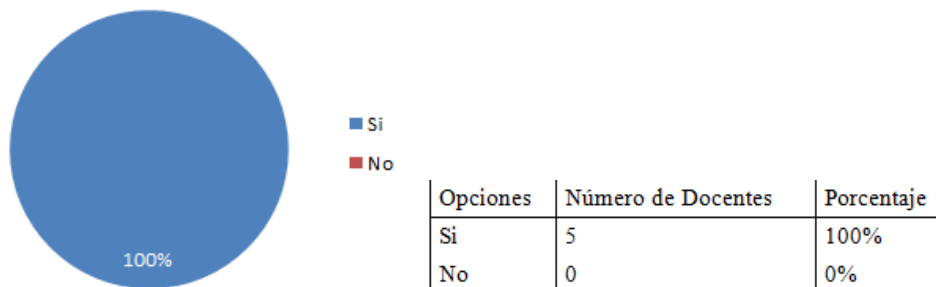 100%
Si
No
Opciones Número de Docentes Porcentaje
Si 5 100%
No 0 0%